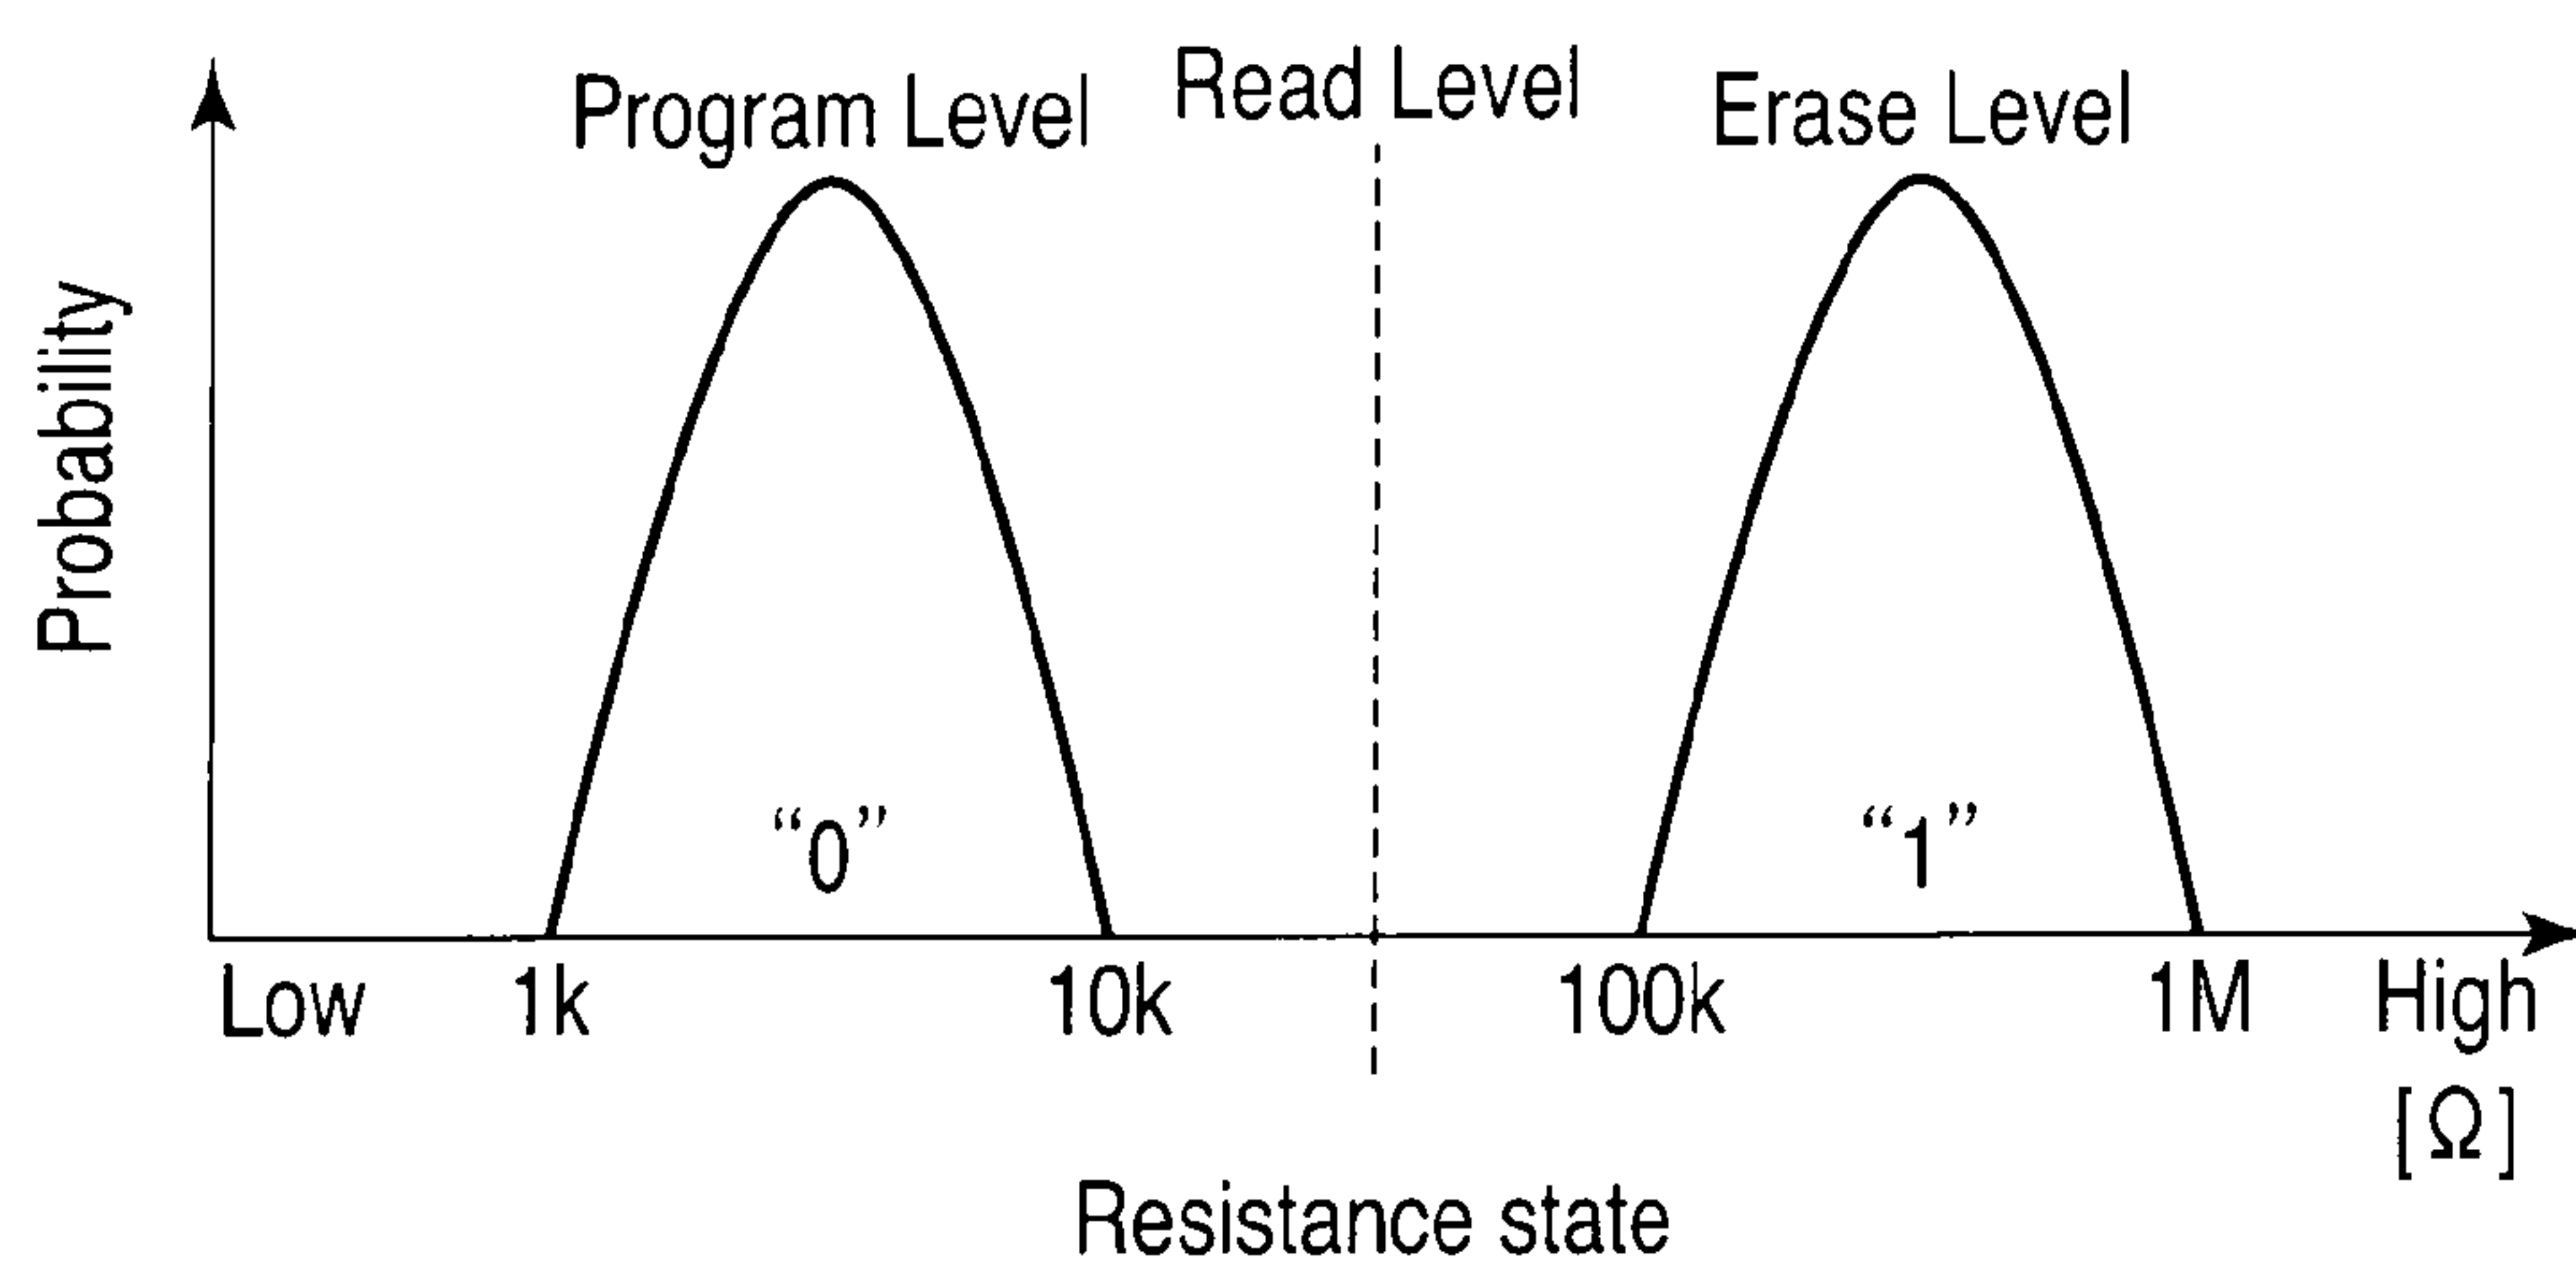 Program Level
Read Level
Erase Level
Probability
“0”
“1”
Low
1k
10k
100k
1M
High
[Ω]
Resistance state